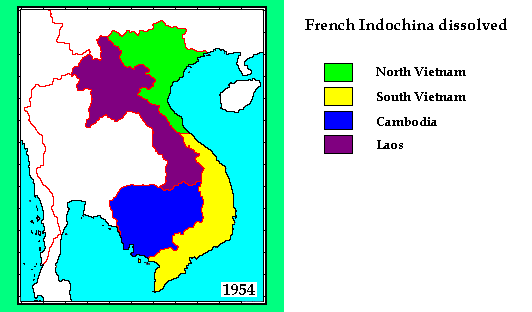 French Indochina dissolved
North Vietnam
South Vietnam
Cambodia
Laos
1954